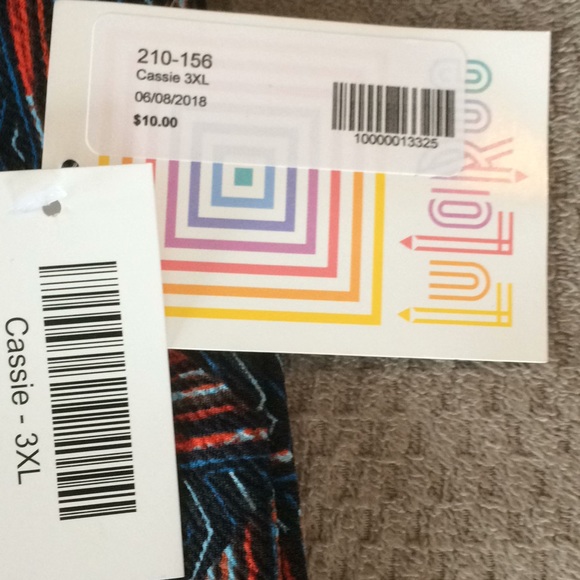 210-156
Cassie 3XL
06/08/2018
$10.00
10000013325
LuLaRoe
Cassie - 3XL